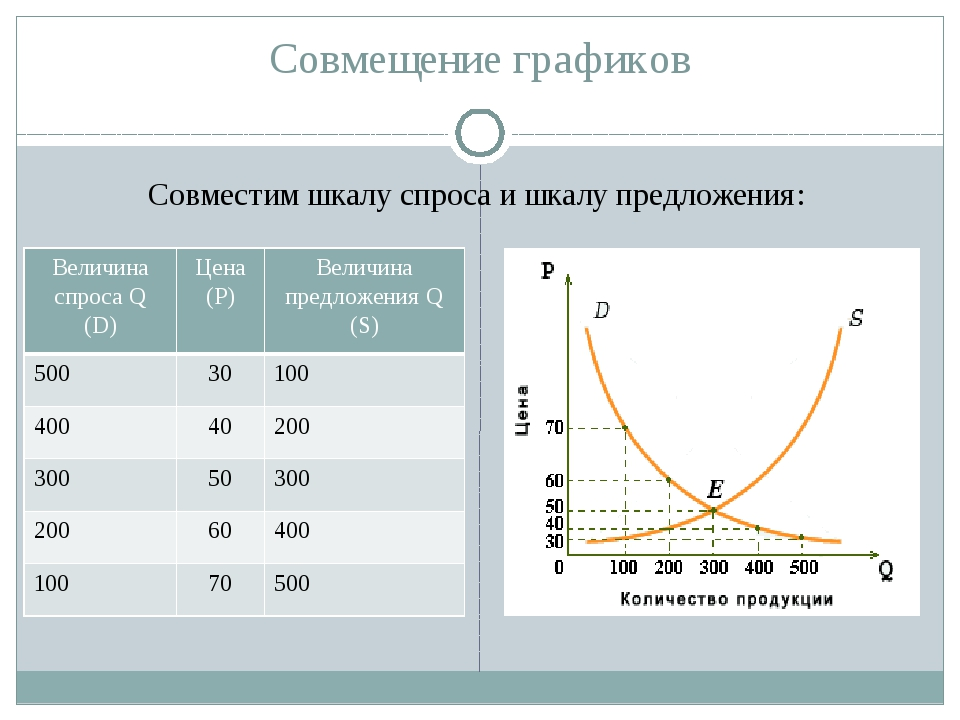 Совмещение графиков
Совместим шкалу спроса и шкалу предложения:
Величина спроса Q (D) Цена (P) Величина предложения Q (S)
500 30 100
400 40 200
300 50 300
200 60 400
100 70 500
P
D
S
Цена
70
60
E
50
40
30
0 100 200 300 400 500 Q
Количество продукции